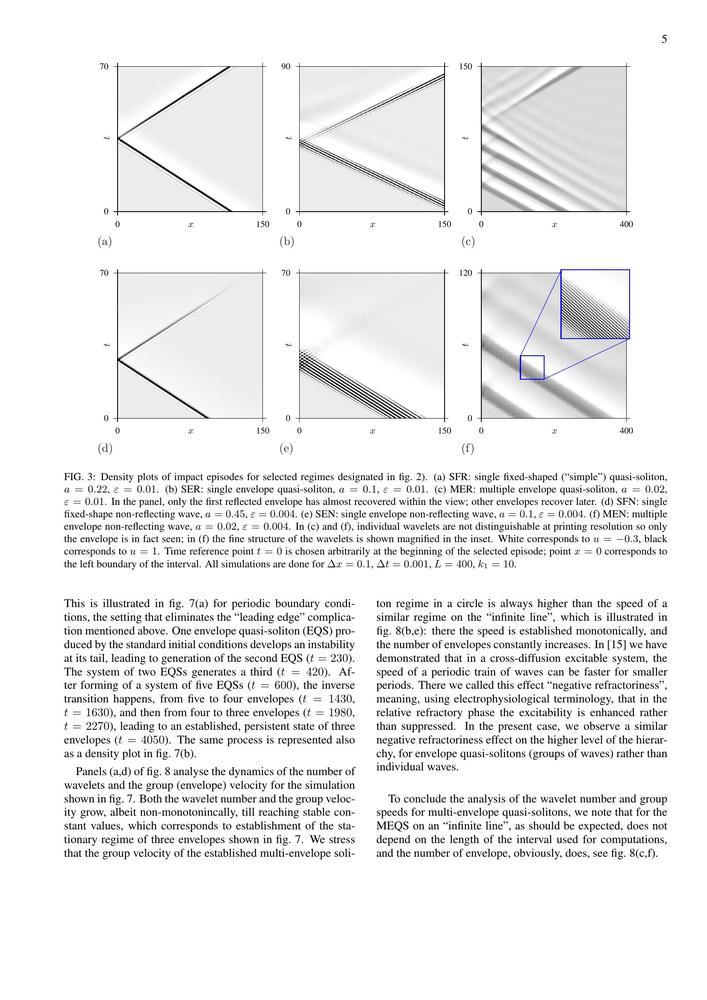 5
70
t
0
0
x
150
(a)
90
t
0
0
x
150
(b)
150
t
0
0
x
400
(c)
70
t
0
0
x
150
(d)
70
t
0
0
x
150
(e)
120
t
0
0
x
400
(f)
FIG. 3: Density plots of impact episodes for selected regimes designated in fig. 2). (a) SFR: single fixed-shaped (“simple”) quasi-soliton,
a = 0.22, ε = 0.01. (b) SER: single envelope quasi-soliton, a = 0.1, ε = 0.01. (c) MER: multiple envelope quasi-soliton, a = 0.02,
ε = 0.01. In the panel, only the first reflected envelope has almost recovered within the view; other envelopes recover later. (d) SFN: single
fixed-shape non-reflecting wave, a = 0.45, ε = 0.004. (e) SEN: single envelope non-reflecting wave, a = 0.1, ε = 0.004. (f) MEN: multiple
envelope non-reflecting wave, a = 0.02, ε = 0.004. In (c) and (f), individual wavelets are not distinguishable at printing resolution so only
the envelope is in fact seen; in (f) the fine structure of the wavelets is shown magnified in the inset. White corresponds to u = −0.3, black
corresponds to u = 1. Time reference point t = 0 is chosen arbitrarily at the beginning of the selected episode; point x = 0 corresponds to
the left boundary of the interval. All simulations are done for Δx = 0.1, Δt = 0.001, L = 400, k₁ = 10.
This is illustrated in fig. 7(a) for periodic boundary condi-
tions, the setting that eliminates the “leading edge” complica-
tion mentioned above. One envelope quasi-soliton (EQS) pro-
duced by the standard initial conditions develops an instability
at its tail, leading to generation of the second EQS (t = 230).
The system of two EQSs generates a third (t = 420). Af-
ter forming of a system of five EQSs (t = 600), the inverse
transition happens, from five to four envelopes (t = 1430,
t = 1630), and then from four to three envelopes (t = 1980,
t = 2270), leading to an established, persistent state of three
envelopes (t = 4050). The same process is represented also
as a density plot in fig. 7(b).
Panels (a,d) of fig. 8 analyse the dynamics of the number of
wavelets and the group (envelope) velocity for the simulation
shown in fig. 7. Both the wavelet number and the group veloc-
ity grow, albeit non-monotonincally, till reaching stable con-
stant values, which corresponds to establishment of the sta-
tionary regime of three envelopes shown in fig. 7. We stress
that the group velocity of the established multi-envelope soli-
ton regime in a circle is always higher than the speed of a
similar regime on the “infinite line”, which is illustrated in
fig. 8(b,e): there the speed is established monotonically, and
the number of envelopes constantly increases. In [15] we have
demonstrated that in a cross-diffusion excitable system, the
speed of a periodic train of waves can be faster for smaller
periods. There we called this effect “negative refractoriness”,
meaning, using electrophysiological terminology, that in the
relative refractory phase the excitability is enhanced rather
than suppressed. In the present case, we observe a similar
negative refractoriness effect on the higher level of the hierar-
chy, for envelope quasi-solitons (groups of waves) rather than
individual waves.
To conclude the analysis of the wavelet number and group
speeds for multi-envelope quasi-solitons, we note that for the
MEQS on an “infinite line”, as should be expected, does not
depend on the length of the interval used for computations,
and the number of envelope, obviously, does, see fig. 8(c,f).